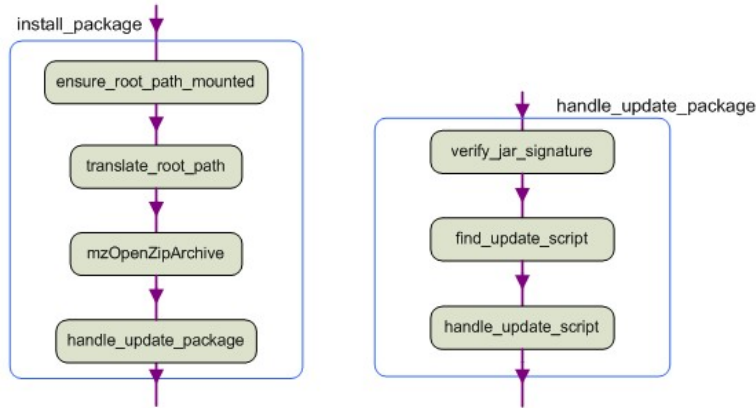 install_package
ensure_root_path_mounted
translate_root_path
mzOpenZipArchive
handle_update_package
handle_update_package
verify_jar_signature
find_update_script
handle_update_script